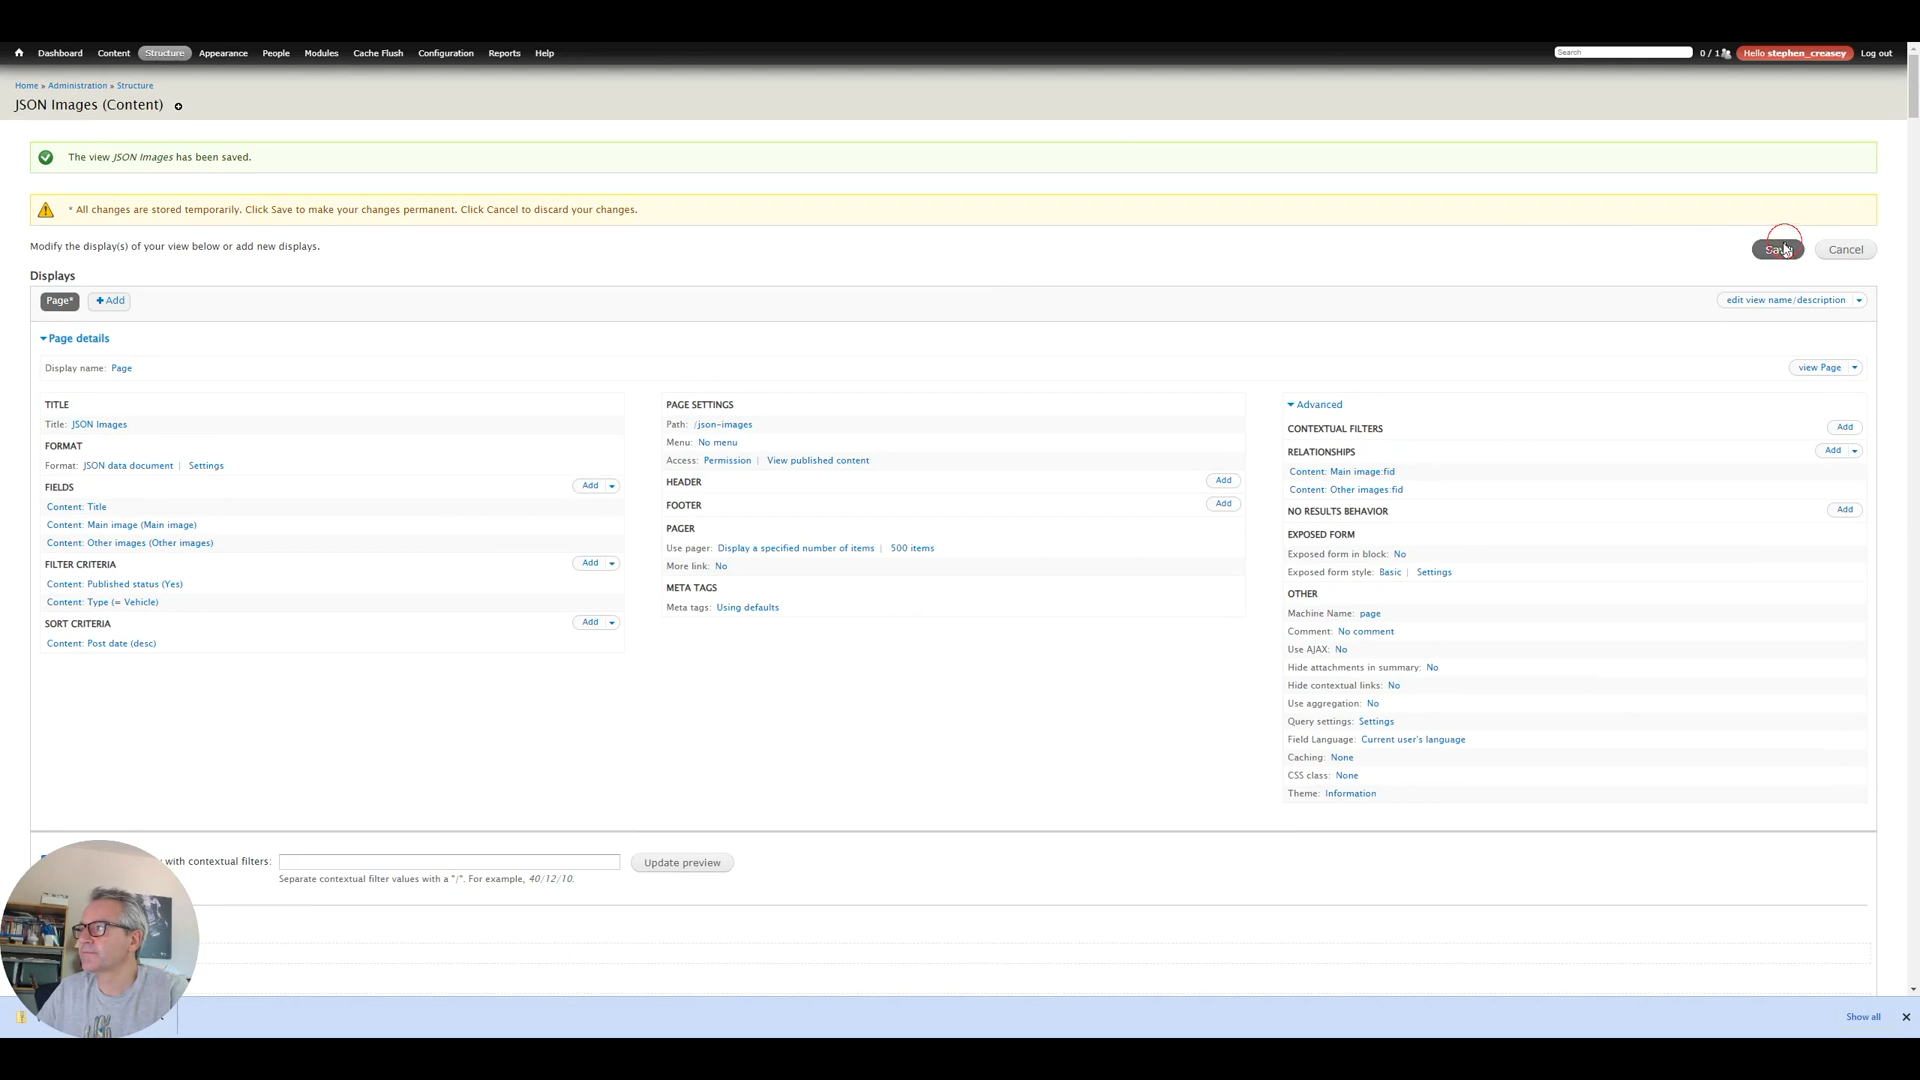 Dashboard Content Structure Appearance People Modules Cache Flush Configuration Reports Help Search 0 / 1 Hello stephen_creasey Log out
Home » Administration » Structure
JSON Images (Content)
The view JSON Images has been saved.
* All changes are stored temporarily. Click Save to make your changes permanent. Click Cancel to discard your changes.
Modify the display(s) of your view below or add new displays.
Cancel
Displays
Page* Add edit view name/description
Page details
Display name: Page view Page
TITLE
Title: JSON Images
FORMAT
Format: JSON data document | Settings
FIELDS Add
Content: Title
Content: Main image (Main image)
Content: Other images (Other images)
FILTER CRITERIA Add
Content: Published status (Yes)
Content: Type (= Vehicle)
SORT CRITERIA Add
Content: Post date (desc)
PAGE SETTINGS
Path: /json-images
Menu: No menu
Access: Permission | View published content
HEADER Add
FOOTER Add
PAGER
Use pager: Display a specified number of items | 500 items
More link: No
META TAGS
Meta tags: Using defaults
Advanced
CONTEXTUAL FILTERS Add
RELATIONSHIPS Add
Content: Main image:fid
Content: Other images:fid
NO RESULTS BEHAVIOR Add
EXPOSED FORM
Exposed form in block: No
Exposed form style: Basic | Settings
OTHER
Machine Name: page
Comment: No comment
Use AJAX: No
Hide attachments in summary: No
Hide contextual links: No
Use aggregation: No
Query settings: Settings
Field Language: Current user's language
Caching: None
CSS class: None
Theme: Information
with contextual filters: Update preview
Separate contextual filter values with a "/". For example, 40/12/10.
Show all